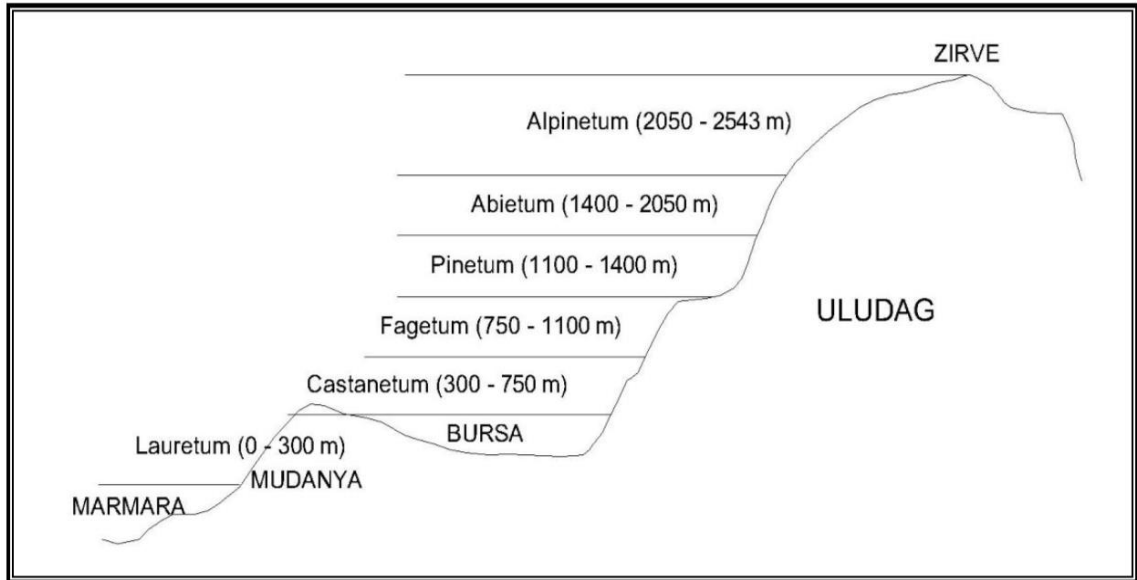 ZIRVE
Alpinetum (2050 - 2543 m)
Abietum (1400 - 2050 m)
Pinetum (1100 - 1400 m)
ULUDAG
Fagetum (750 - 1100 m)
Castanetum (300 - 750 m)
BURSA
Lauretum (0 - 300 m)
MUDANYA
MARMARA